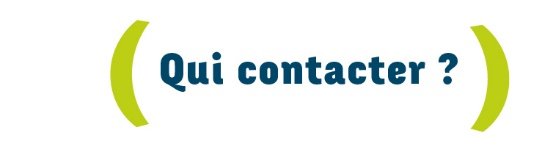 ( Qui contacter ? )